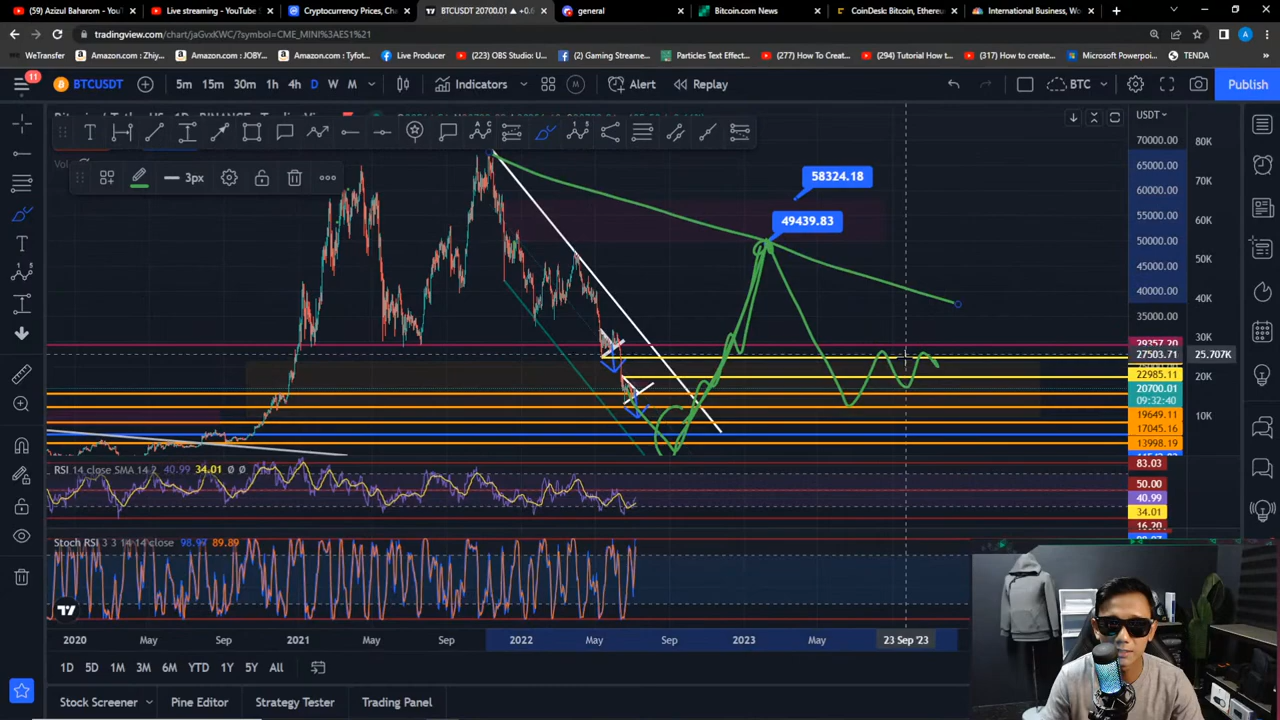 (59) Azizul Baharom - YouTube
Live streaming - YouTube S
Cryptocurrency Prices, Cha
BTCUSDT 20700.01 ▲ +0.6
general
Bitcoin.com News
CoinDesk: Bitcoin, Ethereu
International Business, Wo
tradingview.com/chart/jaGvxKWC/?symbol=CME_MINI%3AES1%21
WeTransfer
Amazon.com : Zhiy...
Amazon.com : JOBY...
Amazon.com: Tyfot...
Live Producer
(223) OBS Studio |...
(2) Gaming Stream...
Particles Text Effect...
(277) How To Creat...
(294) Tutorial How t...
(317) How to creat...
Microsoft Powerpoi...
TENDA
11
BTCUSDT
5m
15m
30m
1h
4h
D
W
M
Indicators
Alert
Replay
BTC
Publish
USDT
3px
58324.18
49439.83
70000.00
65000.00
60000.00
55000.00
50000.00
45000.00
40000.00
35000.00
29357.20
27503.71
22985.11
20700.01
09:32:40
19649.11
17045.16
13998.19
80K
70K
60K
50K
40K
30K
25.707K
20K
10K
RSI 14 close SMA 14 2 40.99 34.01 Ø Ø
83.03
50.00
40.99
34.01
16.20
Stoch RSI 3 3 14 14 close 98.97 89.89
2020
May
Sep
2021
May
Sep
2022
May
Sep
2023
May
23 Sep '23
1D
5D
1M
3M
6M
YTD
1Y
5Y
All
Stock Screener
Pine Editor
Strategy Tester
Trading Panel